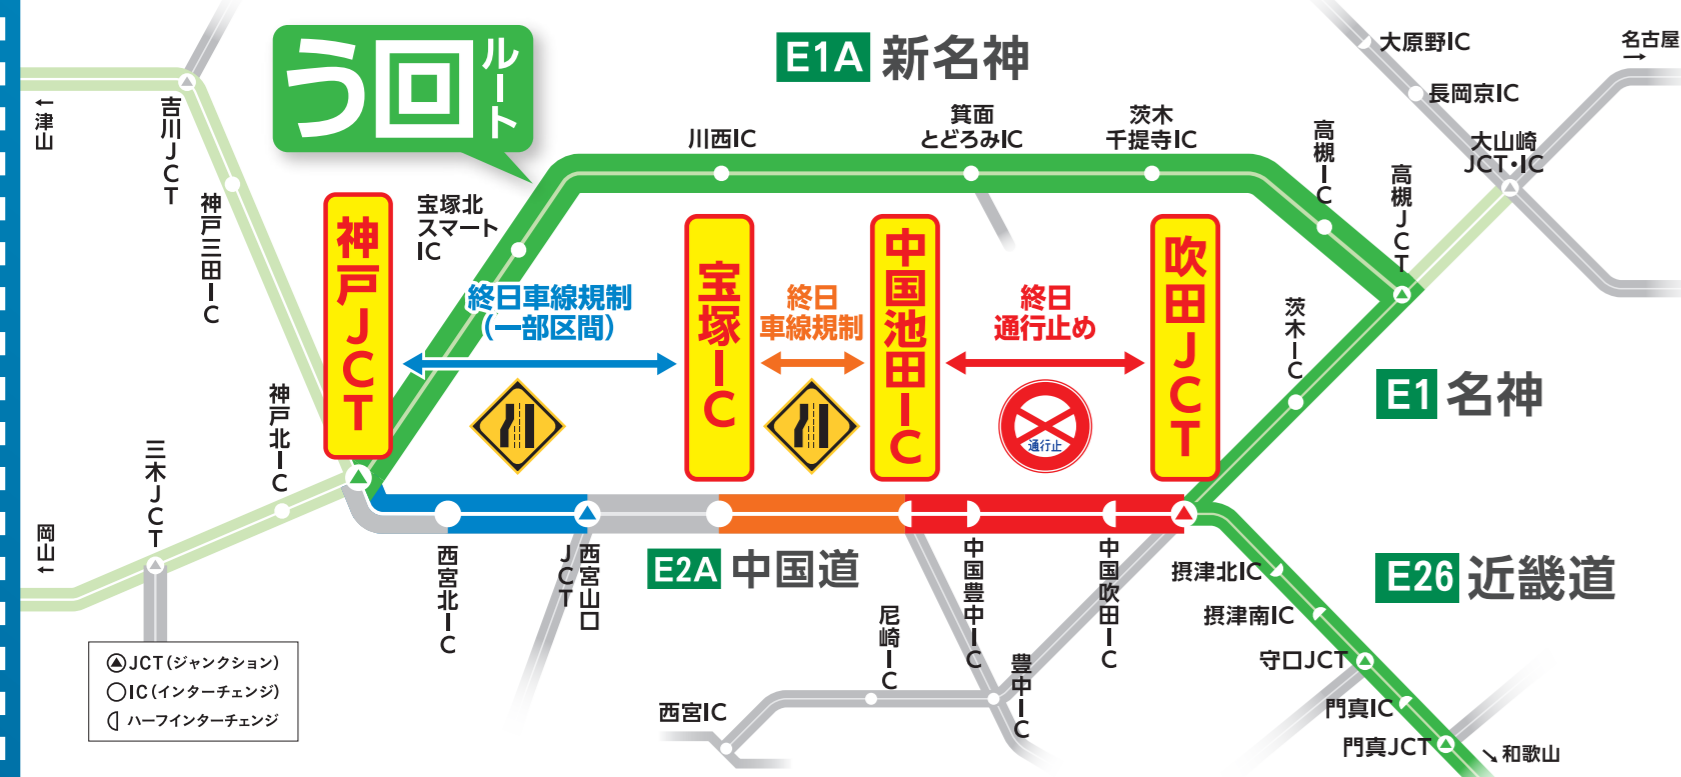 う回
ルート
E1A 新名神
大原野IC
名古屋
→
長岡京IC
大山崎
JCT・IC
←津山
吉川JCT
神戸三田IC
川西IC
箕面
とどろみIC
茨木
千提寺IC
高槻IC
高槻JCT
宝塚北
スマート
IC
神戸JCT
宝塚IC
中国池田IC
吹田JCT
終日車線規制
(一部区間)
終日
車線規制
終日
通行止め
通行止
茨木IC
E1 名神
神戸北IC
三木JCT
岡山←
西宮北IC
西宮山口
JCT
E2A 中国道
中国豊中IC
中国吹田IC
尼崎IC
豊中IC
西宮IC
摂津北IC
摂津南IC
守口JCT
門真IC
門真JCT
E26 近畿道
↘和歌山
JCT(ジャンクション)
IC(インターチェンジ)
ハーフインターチェンジ